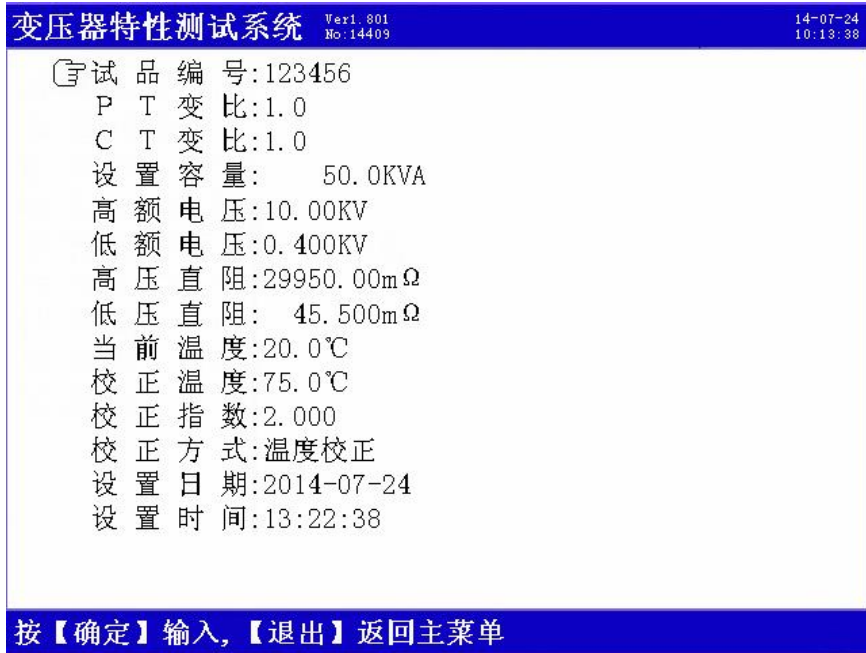 变压器特性测试系统 Ver1.801 14-07-24
No:14409 10:13:38
试品编号:123456
PT变比:1.0
CT变比:1.0
设置容量: 50.0KVA
高额电压:10.00KV
低额电压:0.400KV
高压直阻:29950.00mΩ
低压直阻: 45.500mΩ
当前温度:20.0℃
校正温度:75.0℃
校正指数:2.000
校正方式:温度校正
设置日期:2014-07-24
设置时间:13:22:38
按【确定】输入,【退出】返回主菜单